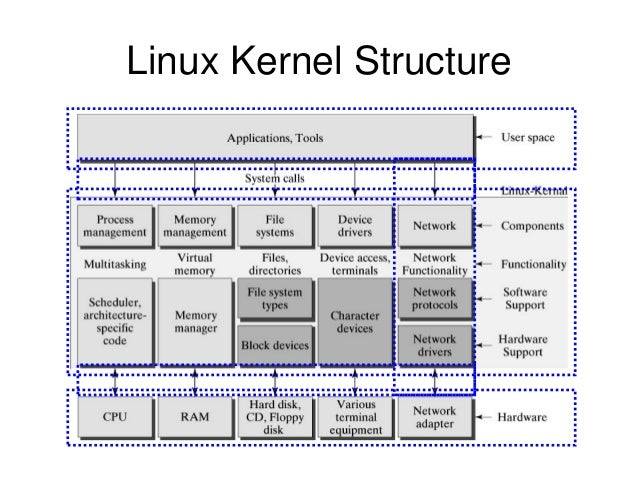 Linux Kernel Structure
Applications, Tools
User space
System calls
Linux-Kernel
Process
management
Memory
management
File
systems
Device
drivers
Network
Components
Multitasking
Virtual
memory
Files,
directories
Device access,
terminals
Network
Functionality
Functionality
Scheduler,
architecture-
specific
code
Memory
manager
File system
types
Block devices
Character
devices
Network
protocols
Network
drivers
Software
Support
Hardware
Support
CPU
RAM
Hard disk,
CD, Floppy
disk
Various
terminal
equipment
Network
adapter
Hardware